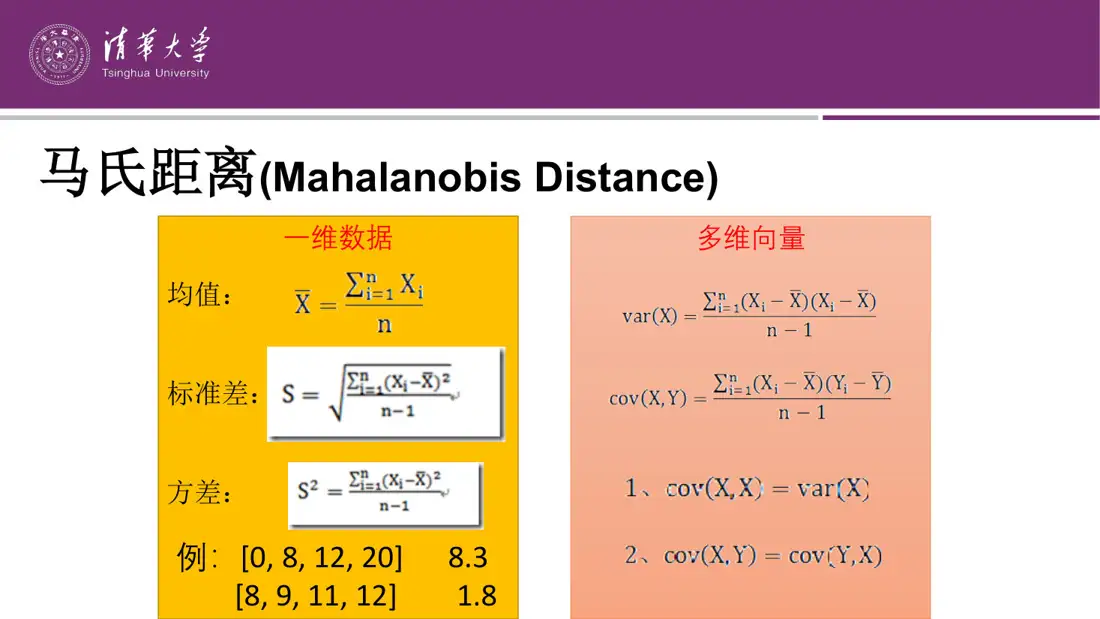 清华大学
Tsinghua University
马氏距离(Mahalanobis Distance)
一维数据
均值： X̅ = ∑ⁿᵢ₌₁ Xᵢ / n
标准差： S = √(∑ⁿᵢ₌₁(Xᵢ−X̅)² / n−1)
方差： S² = ∑ⁿᵢ₌₁(Xᵢ−X̅)² / n−1
例： [0, 8, 12, 20] 8.3
[8, 9, 11, 12] 1.8
多维向量
var(X) = ∑ⁿᵢ₌₁(Xᵢ − X̅)(Xᵢ − X̅) / n − 1
cov(X,Y) = ∑ⁿᵢ₌₁(Xᵢ − X̅)(Yᵢ − Y̅) / n − 1
1、cov(X,X) = var(X)
2、cov(X,Y) = cov(Y,X)